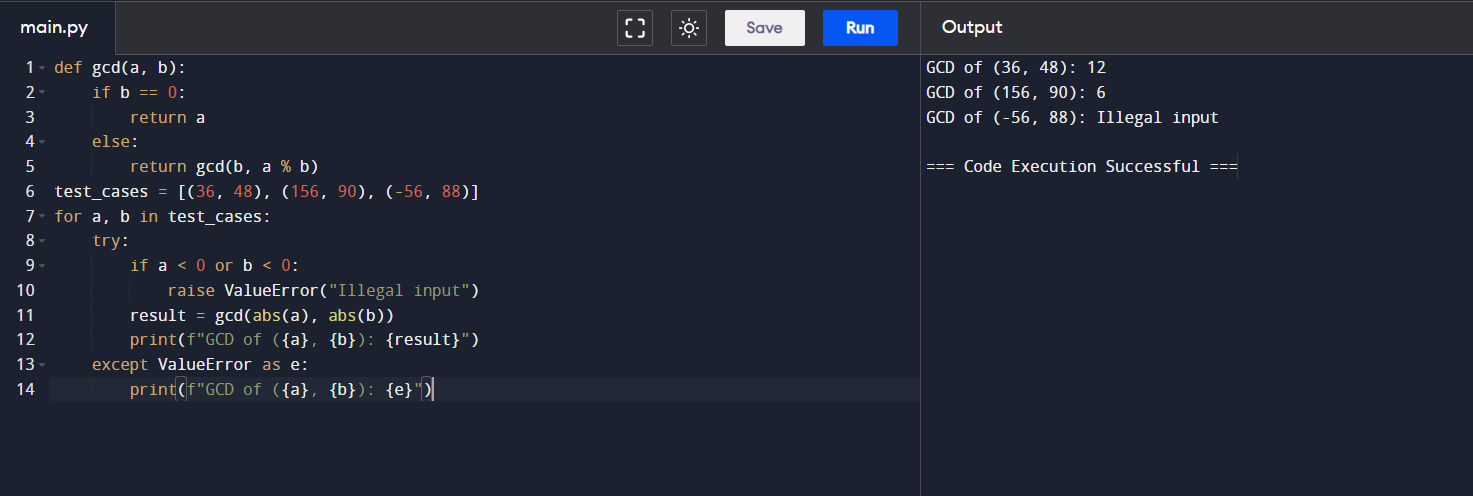 main.py
Save
Run
Output
1 def gcd(a, b):
2     if b == 0:
3         return a
4     else:
5         return gcd(b, a % b)
6 test_cases = [(36, 48), (156, 90), (-56, 88)]
7 for a, b in test_cases:
8     try:
9         if a < 0 or b < 0:
10             raise ValueError("Illegal input")
11         result = gcd(abs(a), abs(b))
12         print(f"GCD of ({a}, {b}): {result}")
13     except ValueError as e:
14         print(f"GCD of ({a}, {b}): {e}")
GCD of (36, 48): 12
GCD of (156, 90): 6
GCD of (-56, 88): Illegal input
=== Code Execution Successful ===